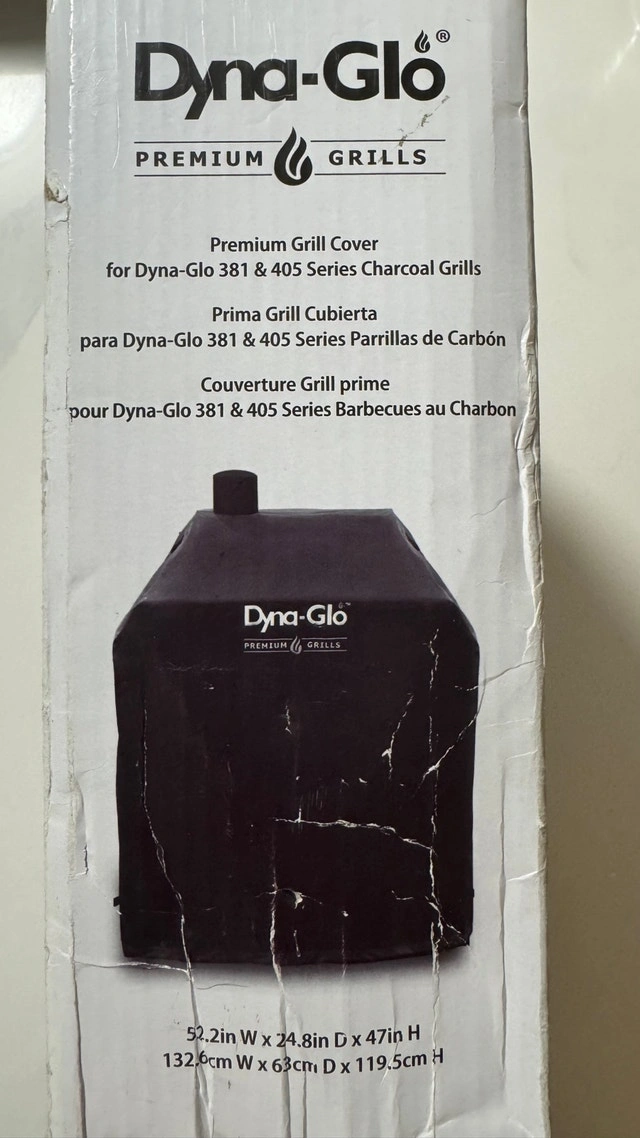 Dyna-Glo®
PREMIUM GRILLS
Premium Grill Cover
for Dyna-Glo 381 & 405 Series Charcoal Grills
Prima Grill Cubierta
para Dyna-Glo 381 & 405 Series Parrillas de Carbón
Couverture Grill prime
pour Dyna-Glo 381 & 405 Series Barbecues au Charbon
Dyna-Glo™
PREMIUM GRILLS
52.2in W x 24.8in D x 47in H
132.6cm W x 63cm D x 119.5cm H